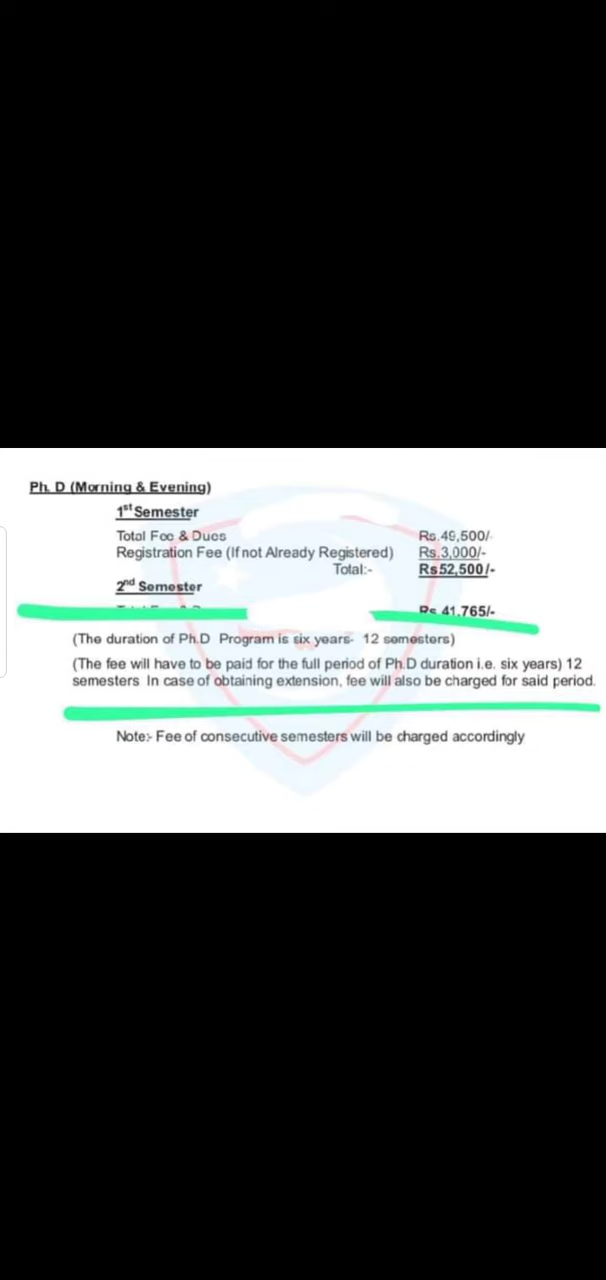 Ph. D (Morning & Evening)
1st Semester
Total Fee & Dues Rs.49,500/-
Registration Fee (If not Already Registered) Rs.3,000/-
Total:- Rs52,500/-
2nd Semester
Rs 41,765/-
(The duration of Ph.D Program is six years- 12 semesters)
(The fee will have to be paid for the full period of Ph.D duration i.e. six years) 12
semesters In case of obtaining extension, fee will also be charged for said period.
Note:- Fee of consecutive semesters will be charged accordingly